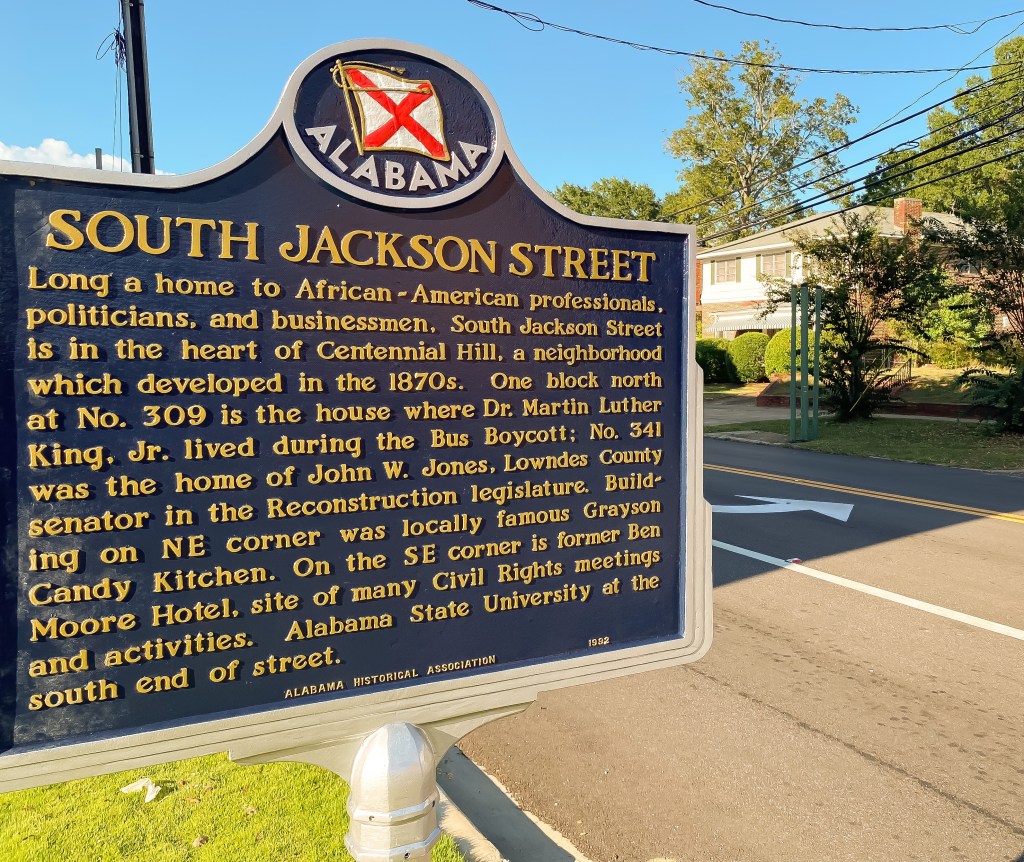 ALABAMA
SOUTH JACKSON STREET
Long a home to African-American professionals,
politicians, and businessmen, South Jackson Street
is in the heart of Centennial Hill, a neighborhood
which developed in the 1870s. One block north
at No. 309 is the house where Dr. Martin Luther
King, Jr. lived during the Bus Boycott; No. 341
was the home of John W. Jones, Lowndes County
senator in the Reconstruction legislature. Build-
ing on NE corner was locally famous Grayson
Candy Kitchen. On the SE corner is former Ben
Moore Hotel, site of many Civil Rights meetings
and activities. Alabama State University at the
south end of street.
ALABAMA HISTORICAL ASSOCIATION 1992